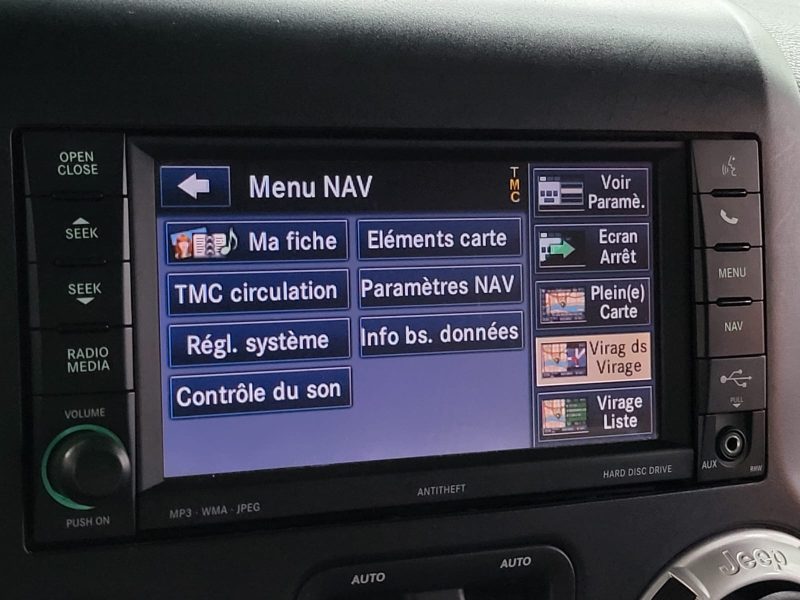 OPEN
CLOSE
SEEK
SEEK
RADIO
MEDIA
VOLUME
PUSH ON
Menu NAV
TMC
Ma fiche
Eléments carte
TMC circulation
Paramètres NAV
Régl. système
Info bs. données
Contrôle du son
Voir
Paramè.
Ecran
Arrêt
Plein(e)
Carte
Virag ds
Virage
Virage
Liste
MENU
NAV
PULL
AUX
RHW
MP3 · WMA · JPEG
ANTITHEFT
HARD DISC DRIVE
AUTO
AUTO
Jeep